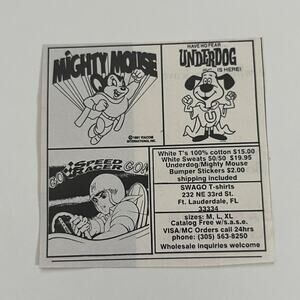 MIGHTY MOUSE
©1991 VIACOM
INTERNATIONAL INC.
HAVE NO FEAR
UNDERDOG
IS HERE!
GO SPEED
RACER GO!
White T's 100% cotton $15.00
White Sweats 50/50 $19.95
Underdog/Mighty Mouse
Bumper Stickers $2.00
shipping included
SWAGO T-shirts
232 NE 33rd St.
Ft. Lauderdale, FL
33334
sizes: M, L, XL
Catalog Free w/s.a.s.e.
VISA/MC Orders call 24hrs
phone: (305) 563-8250
Wholesale inquiries welcome